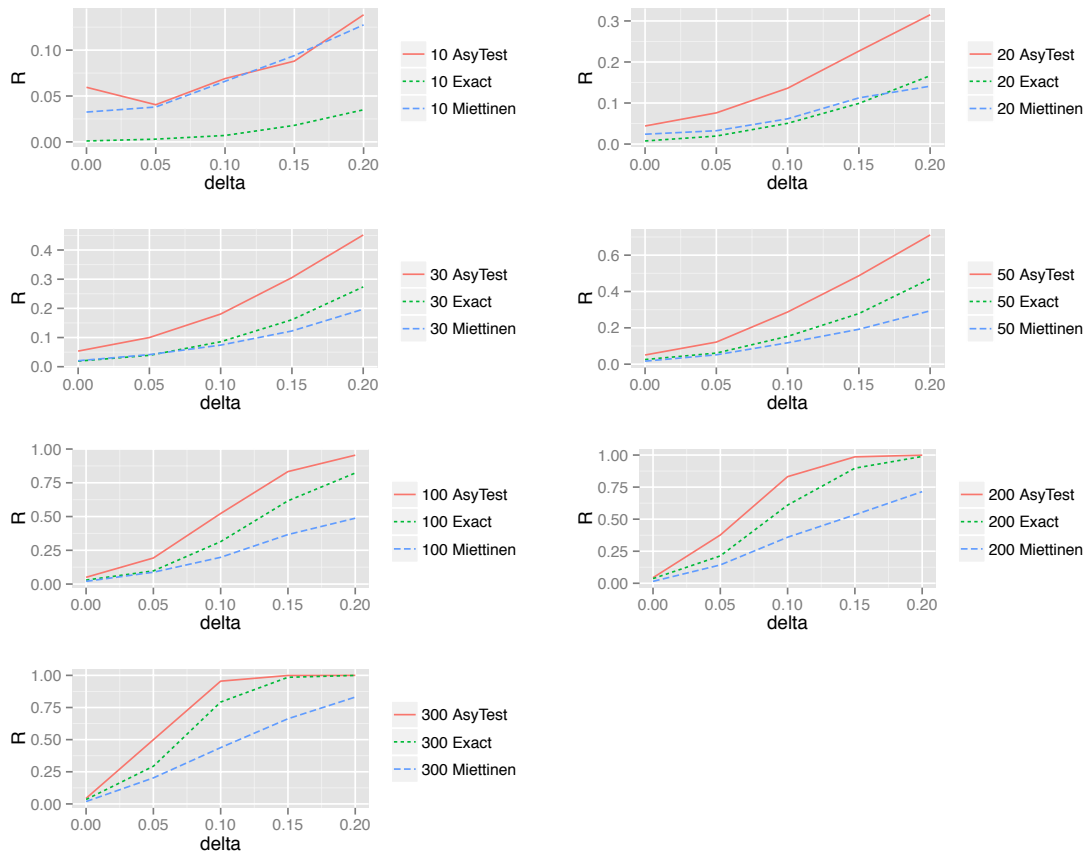 R
0.10
0.05
0.00
0.00 0.05 0.10 0.15 0.20
delta
10 AsyTest
10 Exact
10 Miettinen
R
0.3
0.2
0.1
0.0
0.00 0.05 0.10 0.15 0.20
delta
20 AsyTest
20 Exact
20 Miettinen
R
0.4
0.3
0.2
0.1
0.0
0.00 0.05 0.10 0.15 0.20
delta
30 AsyTest
30 Exact
30 Miettinen
R
0.6
0.4
0.2
0.0
0.00 0.05 0.10 0.15 0.20
delta
50 AsyTest
50 Exact
50 Miettinen
R
1.00
0.75
0.50
0.25
0.00
0.00 0.05 0.10 0.15 0.20
delta
100 AsyTest
100 Exact
100 Miettinen
R
1.00
0.75
0.50
0.25
0.00
0.00 0.05 0.10 0.15 0.20
delta
200 AsyTest
200 Exact
200 Miettinen
R
1.00
0.75
0.50
0.25
0.00
0.00 0.05 0.10 0.15 0.20
delta
300 AsyTest
300 Exact
300 Miettinen